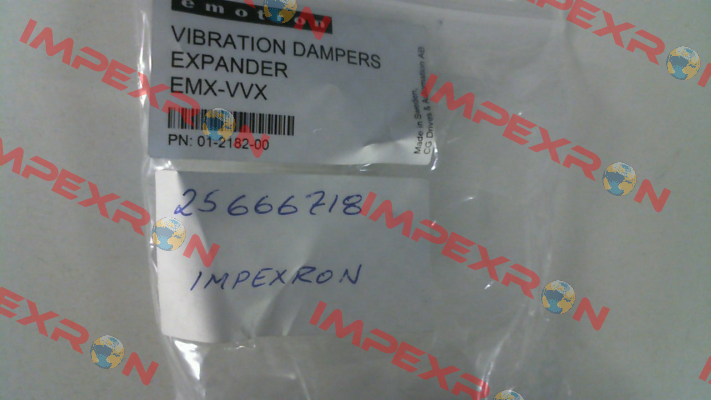 emotron
VIBRATION DAMPERS
EXPANDER
EMX-VVX
PN: 01-2182-00
Made in Sweden
CG Drives & Automation AB
25666718
IMPEXRON
IMPEXRON
IMPEXRON
IMPEXRON
IMPEXRON
IMPEXRON
IMPEXRON